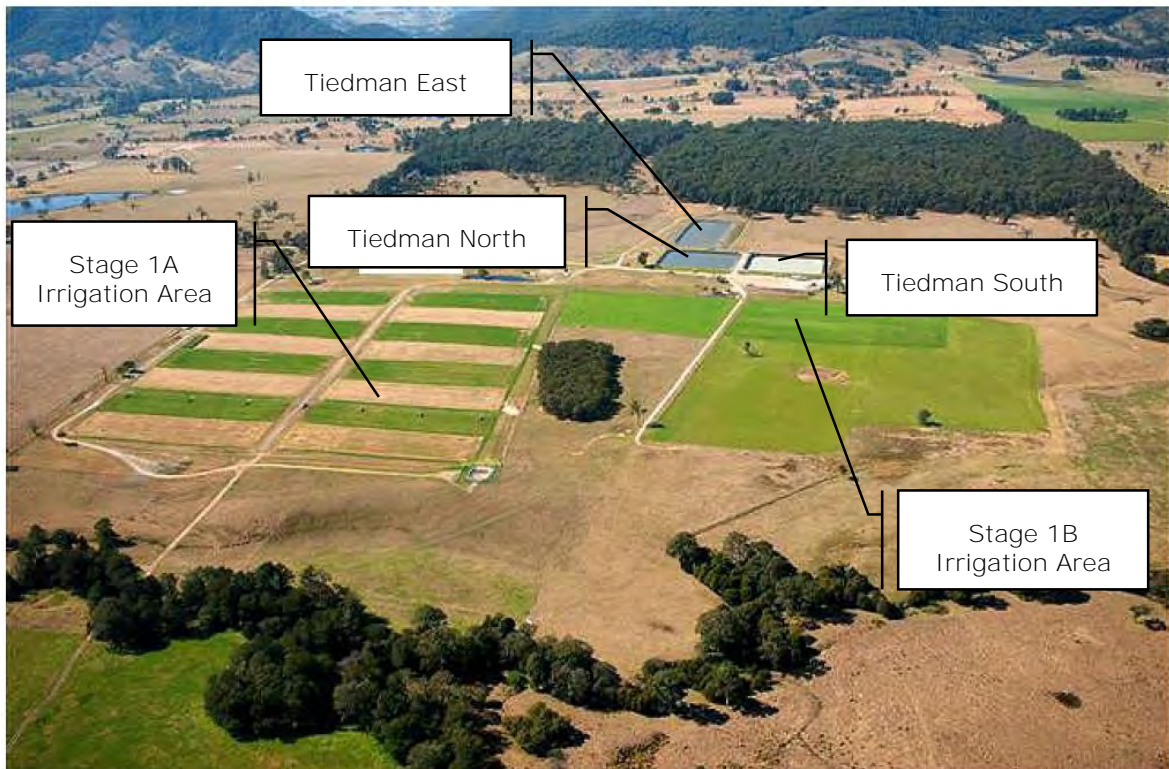 Tiedman East
Tiedman North
Stage 1A
Irrigation Area
Tiedman South
Stage 1B
Irrigation Area